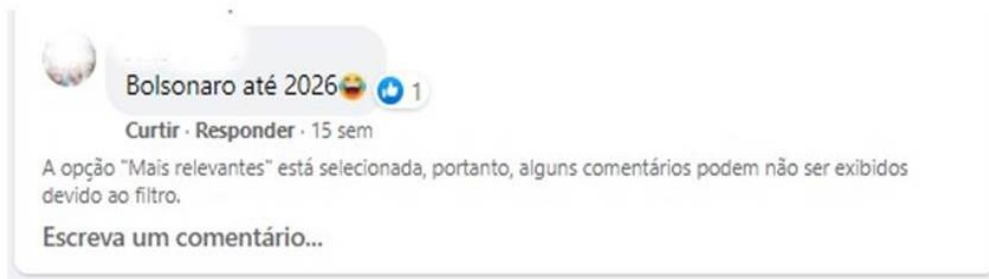 Bolsonaro até 2026😂 1
Curtir · Responder · 15 sem
A opção "Mais relevantes" está selecionada, portanto, alguns comentários podem não ser exibidos
devido ao filtro.
Escreva um comentário...